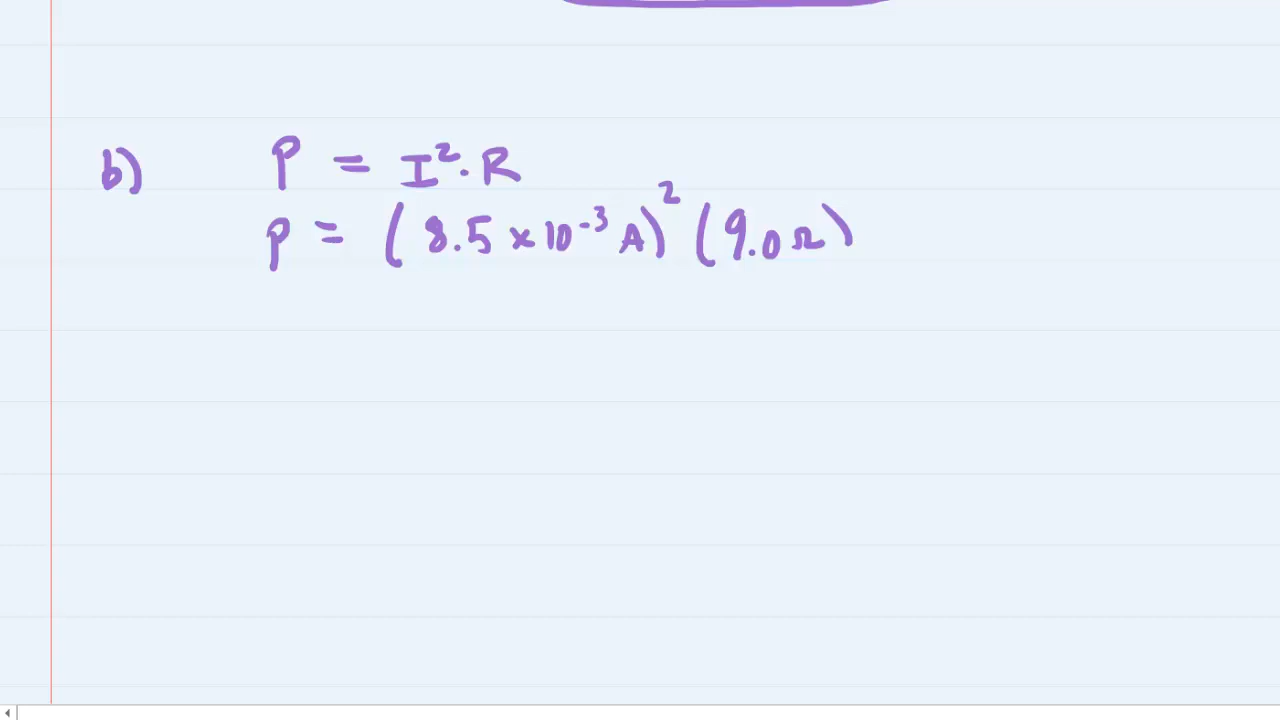 b) P = I².R
P = (8.5 x 10⁻³ A)² (9.0 Ω)